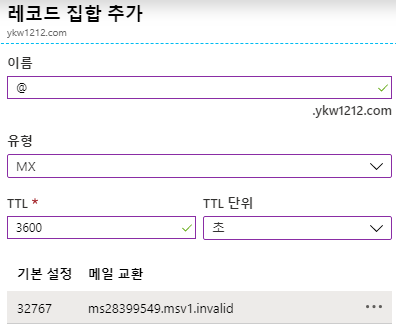 레코드 집합 추가
ykw1212.com
이름
@
.ykw1212.com
유형
MX
TTL * TTL 단위
3600 초
기본 설정 메일 교환
32767 ms28399549.msv1.invalid ...